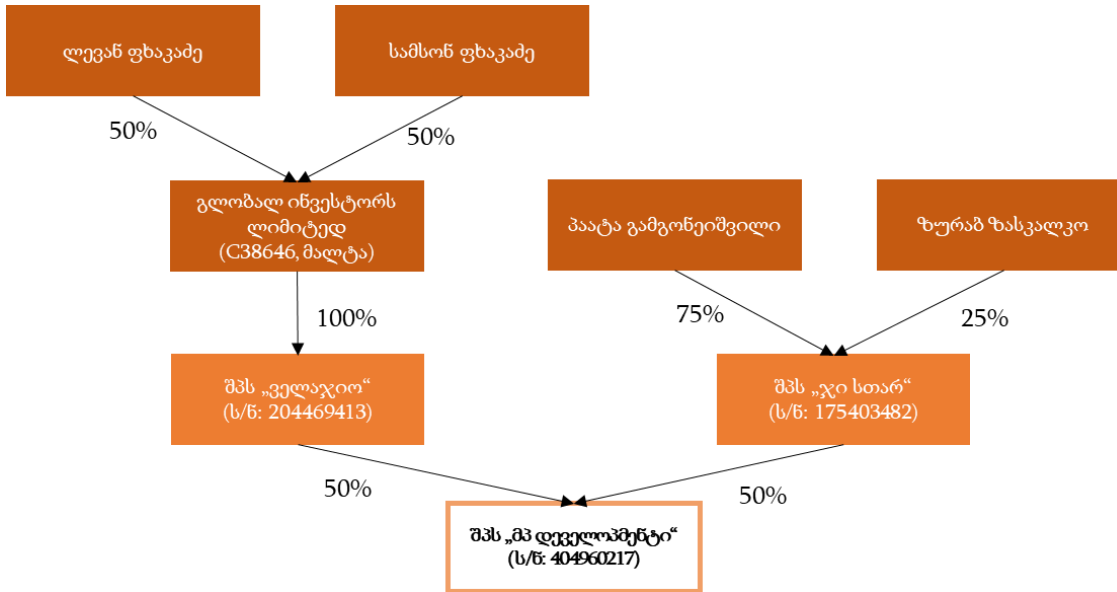 ლევან ფხაკაძე
სამსონ ფხაკაძე
50%
50%
გლობალ ინვესტორს
ლიმიტედ
(C38646, მალტა)
პაატა გამგონეიშვილი
ზურაბ ზასკალკო
100%
75%
25%
შპს „ველაჯიო“
(ს/ნ: 204469413)
შპს „ჯი სთარ“
(ს/ნ: 175403482)
50%
50%
შპს „მპ დეველოპმენტი“
(ს/ნ: 404960217)